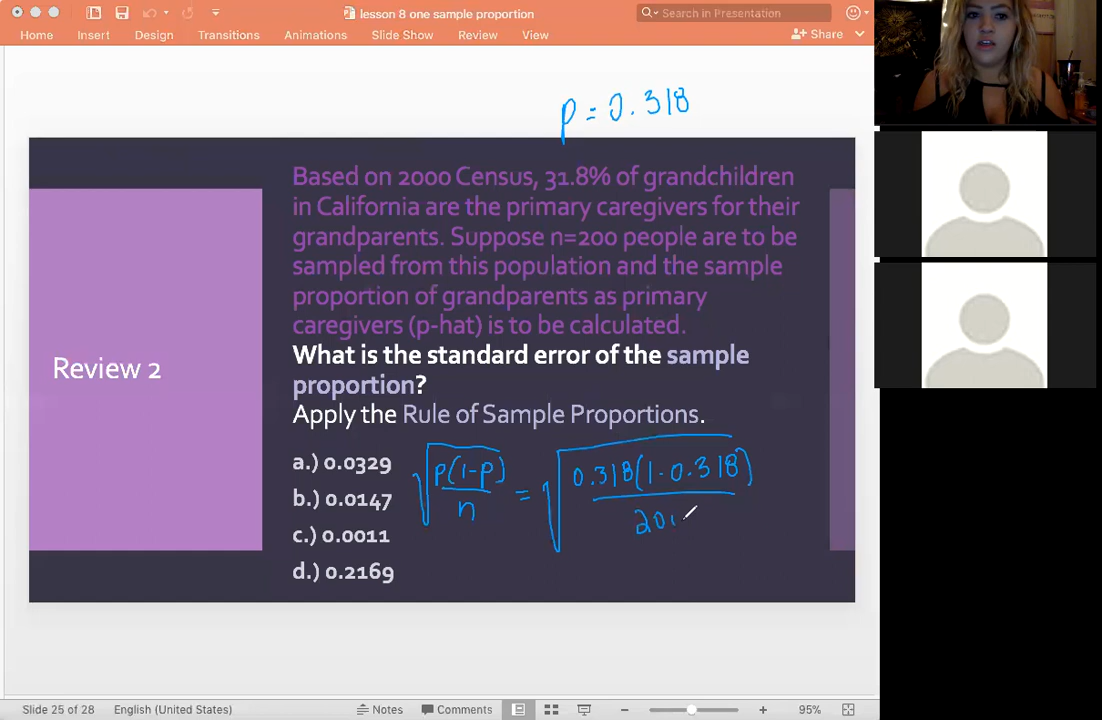 lesson 8 one sample proportion
Search in Presentation
Home Insert Design Transitions Animations Slide Show Review View Share
p = 0.318
Based on 2000 Census, 31.8% of grandchildren
in California are the primary caregivers for their
grandparents. Suppose n=200 people are to be
sampled from this population and the sample
proportion of grandparents as primary
caregivers (p-hat) is to be calculated.
What is the standard error of the sample
proportion?
Apply the Rule of Sample Proportions.
Review 2
a.) 0.0329
b.) 0.0147
c.) 0.0011
d.) 0.2169
√(p(1-p)/n) = √(0.318(1-0.318)/20
Slide 25 of 28 English (United States) Notes Comments 95%